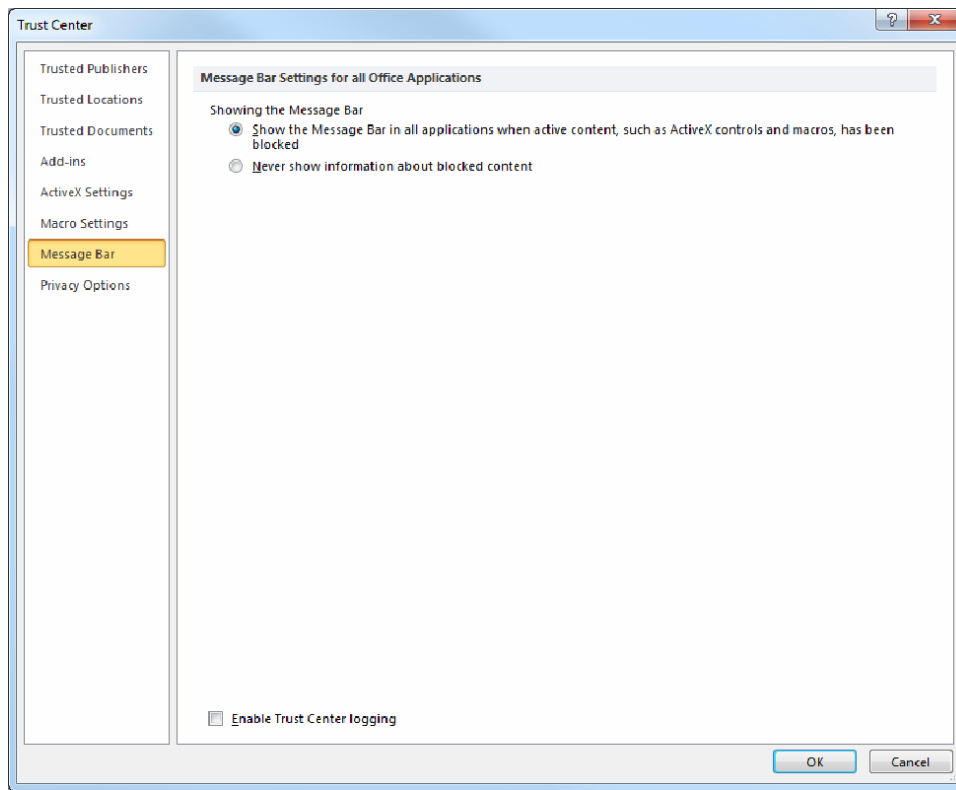 Trust Center
?
Trusted Publishers
Trusted Locations
Trusted Documents
Add-ins
ActiveX Settings
Macro Settings
Message Bar
Privacy Options
Message Bar Settings for all Office Applications
Showing the Message Bar
Show the Message Bar in all applications when active content, such as ActiveX controls and macros, has been
blocked
Never show information about blocked content
Enable Trust Center logging
OK
Cancel